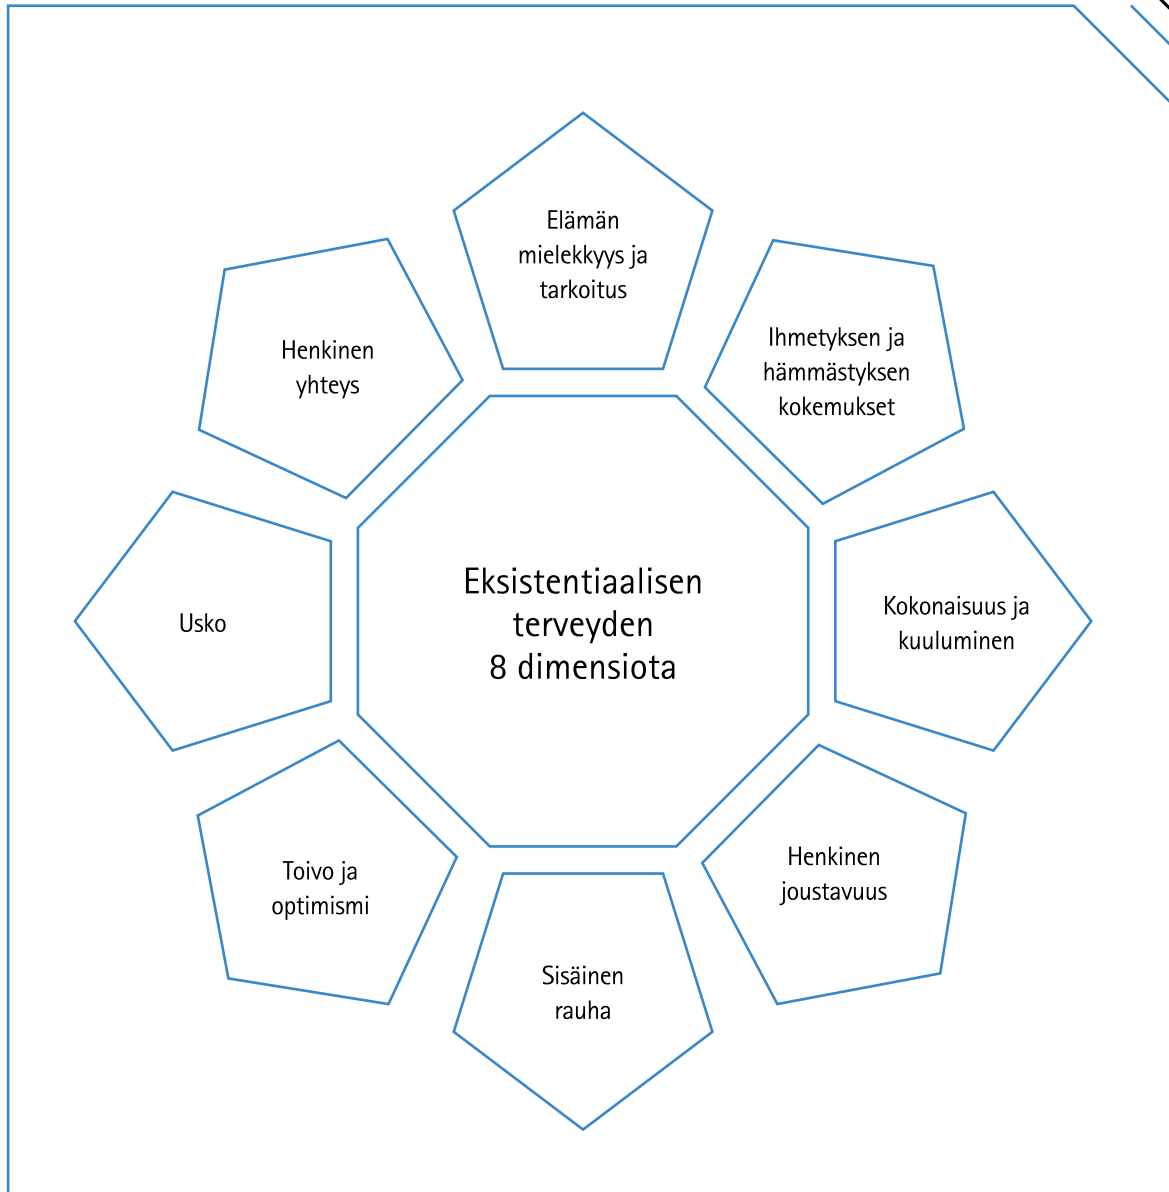 Elämän
mielekkyys ja
tarkoitus
Ihmetyksen ja
hämmästyksen
kokemukset
Kokonaisuus ja
kuuluminen
Henkinen
joustavuus
Sisäinen
rauha
Toivo ja
optimismi
Usko
Henkinen
yhteys
Eksistentiaalisen
terveyden
8 dimensiota